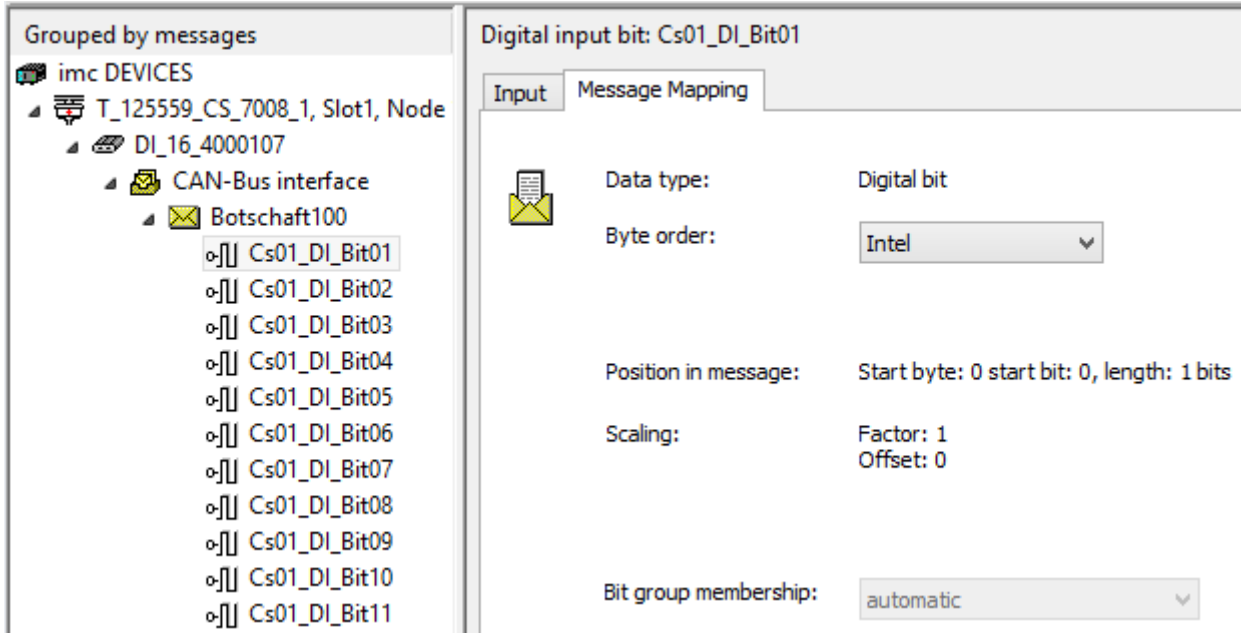 Grouped by messages
imc DEVICES
T_125559_CS_7008_1, Slot1, Node
DI_16_4000107
CAN-Bus interface
Botschaft100
Cs01_DI_Bit01
Cs01_DI_Bit02
Cs01_DI_Bit03
Cs01_DI_Bit04
Cs01_DI_Bit05
Cs01_DI_Bit06
Cs01_DI_Bit07
Cs01_DI_Bit08
Cs01_DI_Bit09
Cs01_DI_Bit10
Cs01_DI_Bit11
Digital input bit: Cs01_DI_Bit01
Input Message Mapping
Data type: Digital bit
Byte order: Intel
Position in message: Start byte: 0 start bit: 0, length: 1 bits
Scaling: Factor: 1
Offset: 0
Bit group membership: automatic